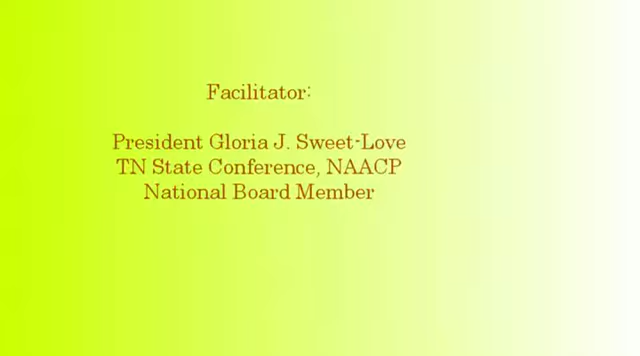 Facilitator:
President Gloria J. Sweet-Love
TN State Conference, NAACP
National Board Member